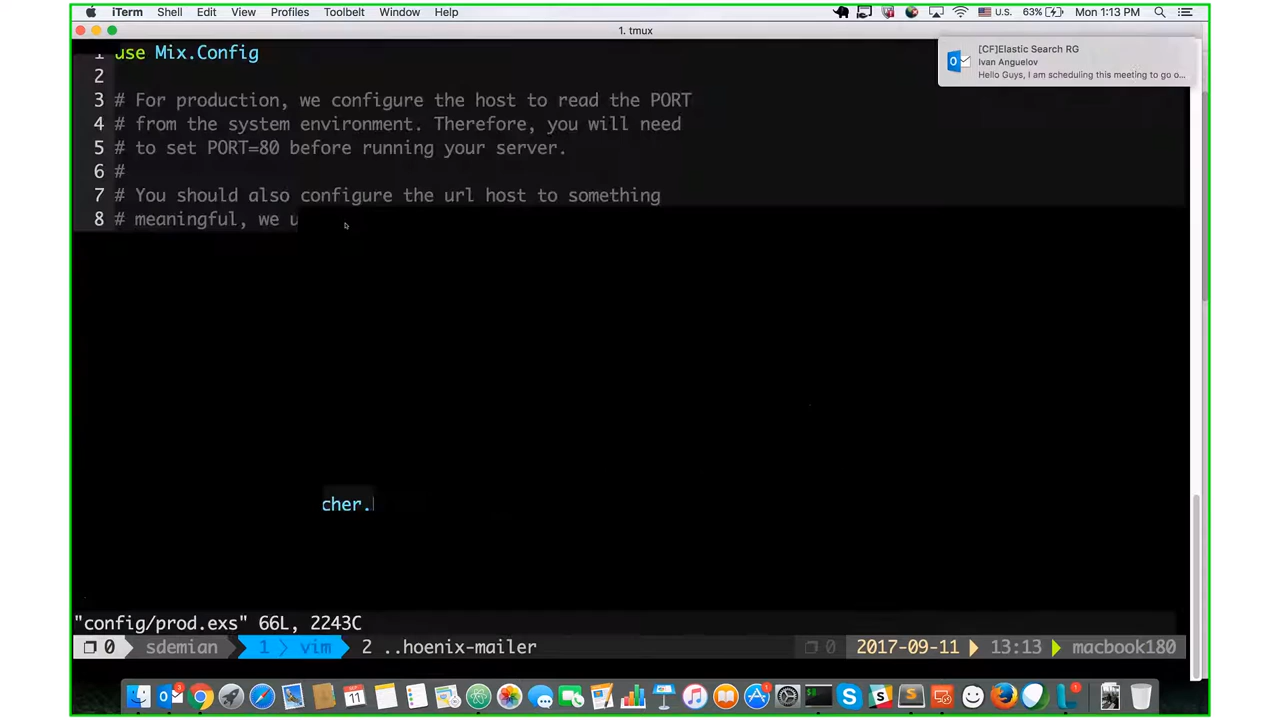 iTerm Shell Edit View Profiles Toolbelt Window Help U.S. 63% Mon 1:13 PM
1. tmux
[CF]Elastic Search RG
Ivan Anguelov
Hello Guys, I am scheduling this meeting to go o...
1 use Mix.Config
2
3 # For production, we configure the host to read the PORT
4 # from the system environment. Therefore, you will need
5 # to set PORT=80 before running your server.
6 #
7 # You should also configure the url host to something
8 # meaningful, we u
cher.
"config/prod.exs" 66L, 2243C
0 sdemian 1 vim 2 ..hoenix-mailer 0 2017-09-11 13:13 macbook180